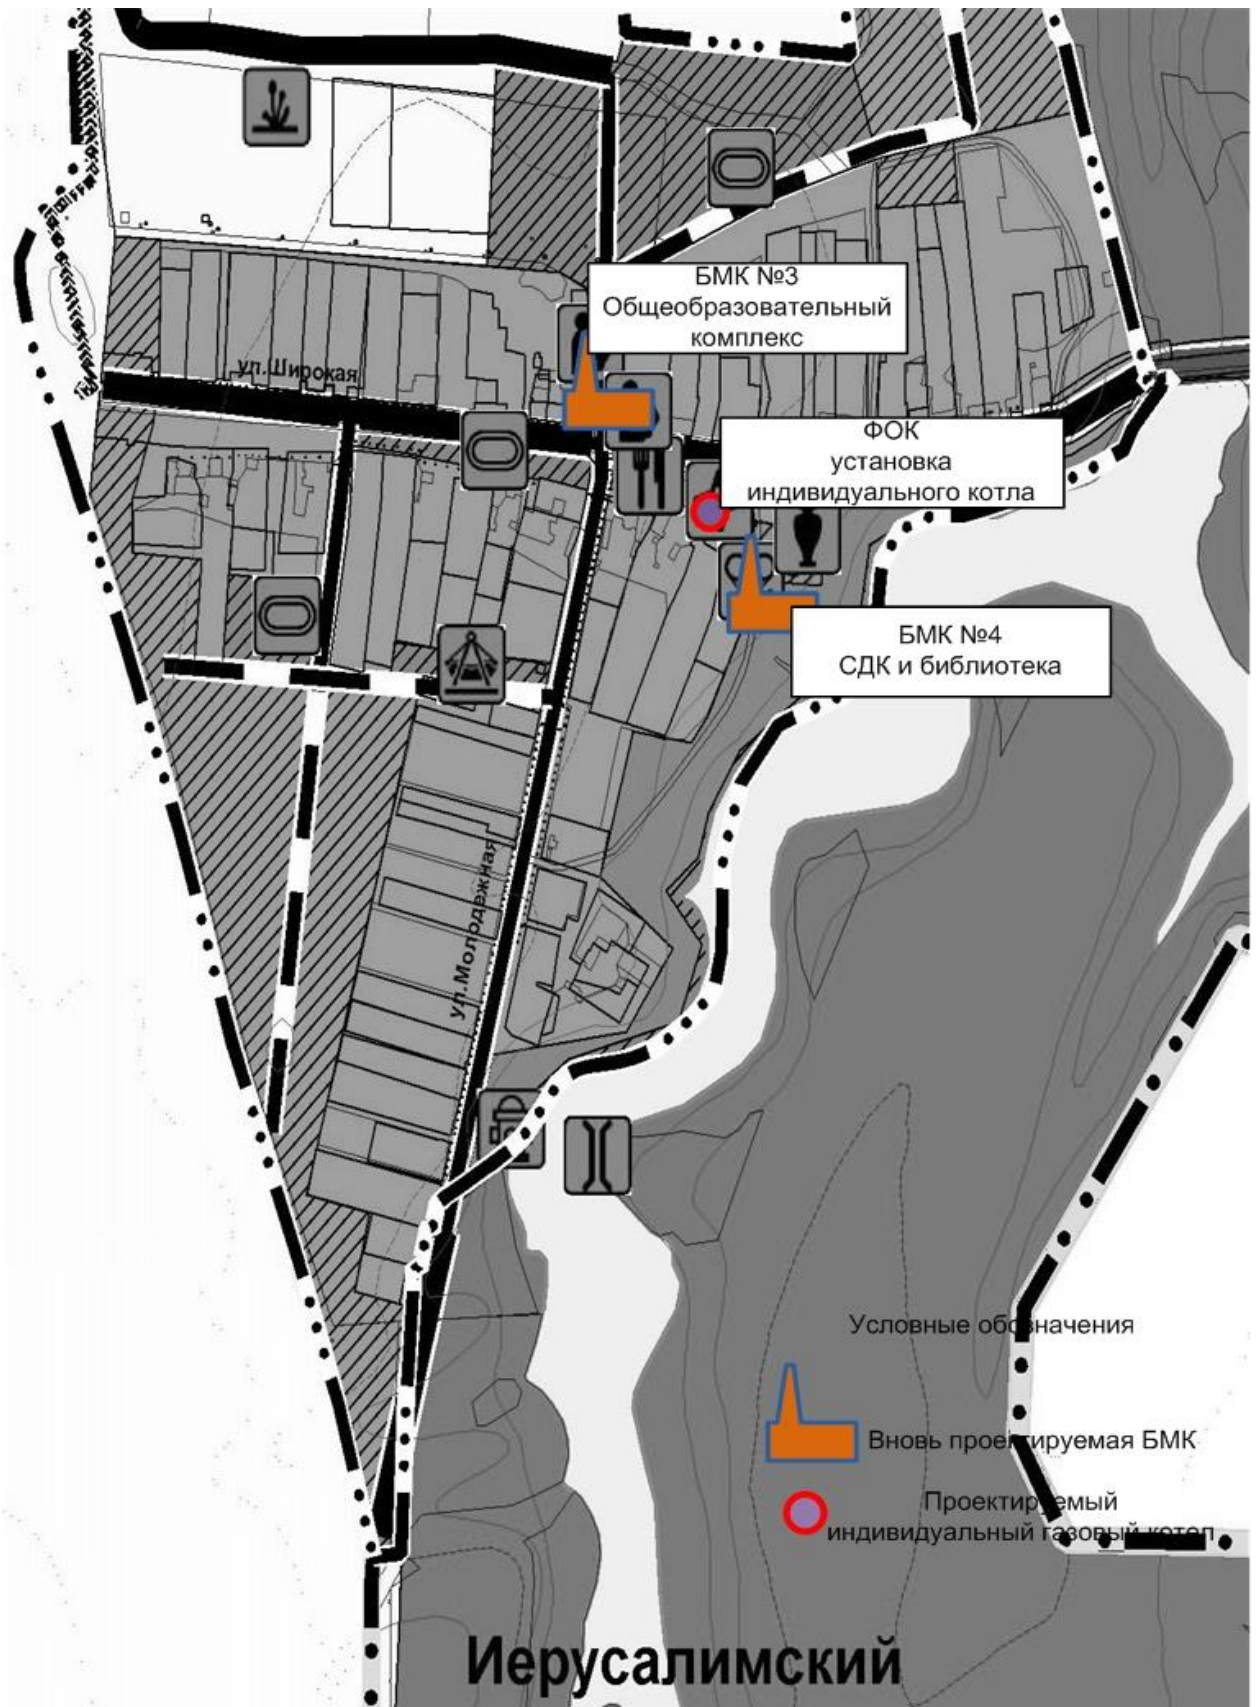 БМК №3
Общеобразовательный
комплекс
ул.Широкая
ФОК
установка
индивидуального котла
БМК №4
СДК и библиотека
ул.Молодежная
Условные обозначения
Вновь проектируемая БМК
Проектируемый
индивидуальный газовый котел
Иерусалимский